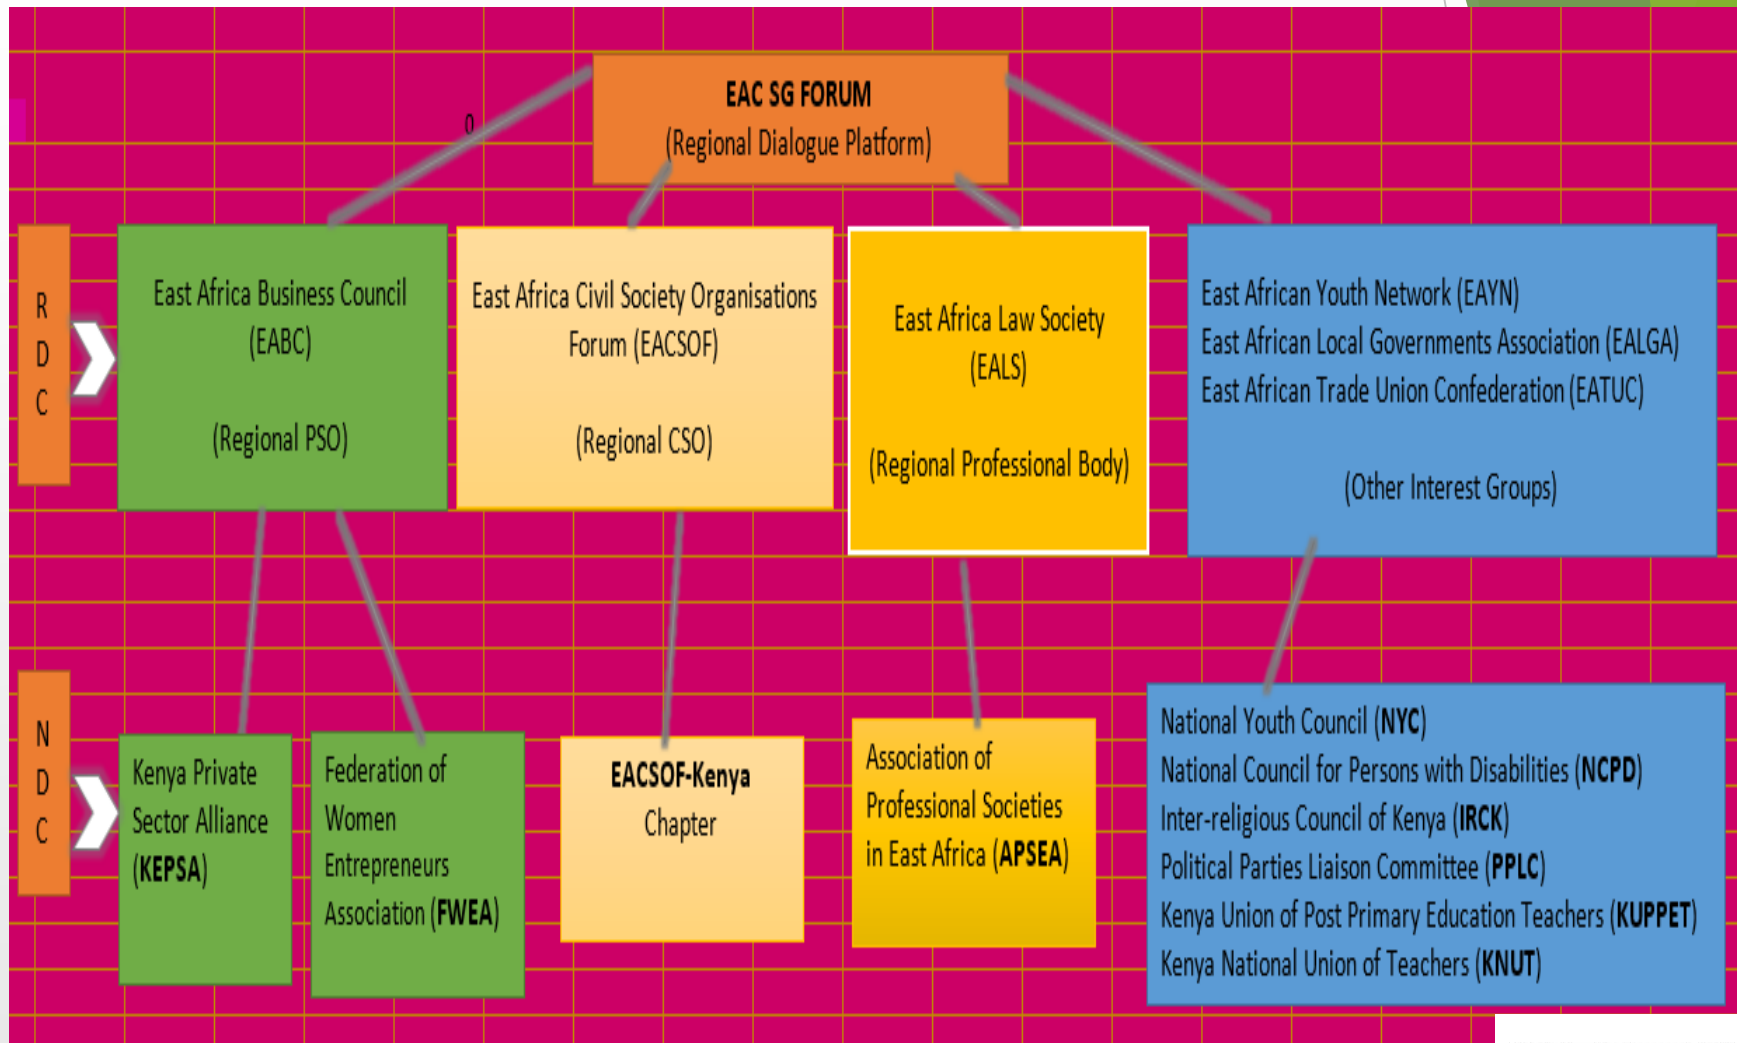 EAC SG FORUM
(Regional Dialogue Platform)
0
R
D
C
East Africa Business Council
(EABC)
(Regional PSO)
East Africa Civil Society Organisations
Forum (EACSOF)
(Regional CSO)
East Africa Law Society
(EALS)
(Regional Professional Body)
East African Youth Network (EAYN)
East African Local Governments Association (EALGA)
East African Trade Union Confederation (EATUC)
(Other Interest Groups)
N
D
C
Kenya Private
Sector Alliance
(KEPSA)
Federation of
Women
Entrepreneurs
Association (FWEA)
EACSOF-Kenya
Chapter
Association of
Professional Societies
in East Africa (APSEA)
National Youth Council (NYC)
National Council for Persons with Disabilities (NCPD)
Inter-religious Council of Kenya (IRCK)
Political Parties Liaison Committee (PPLC)
Kenya Union of Post Primary Education Teachers (KUPPET)
Kenya National Union of Teachers (KNUT)